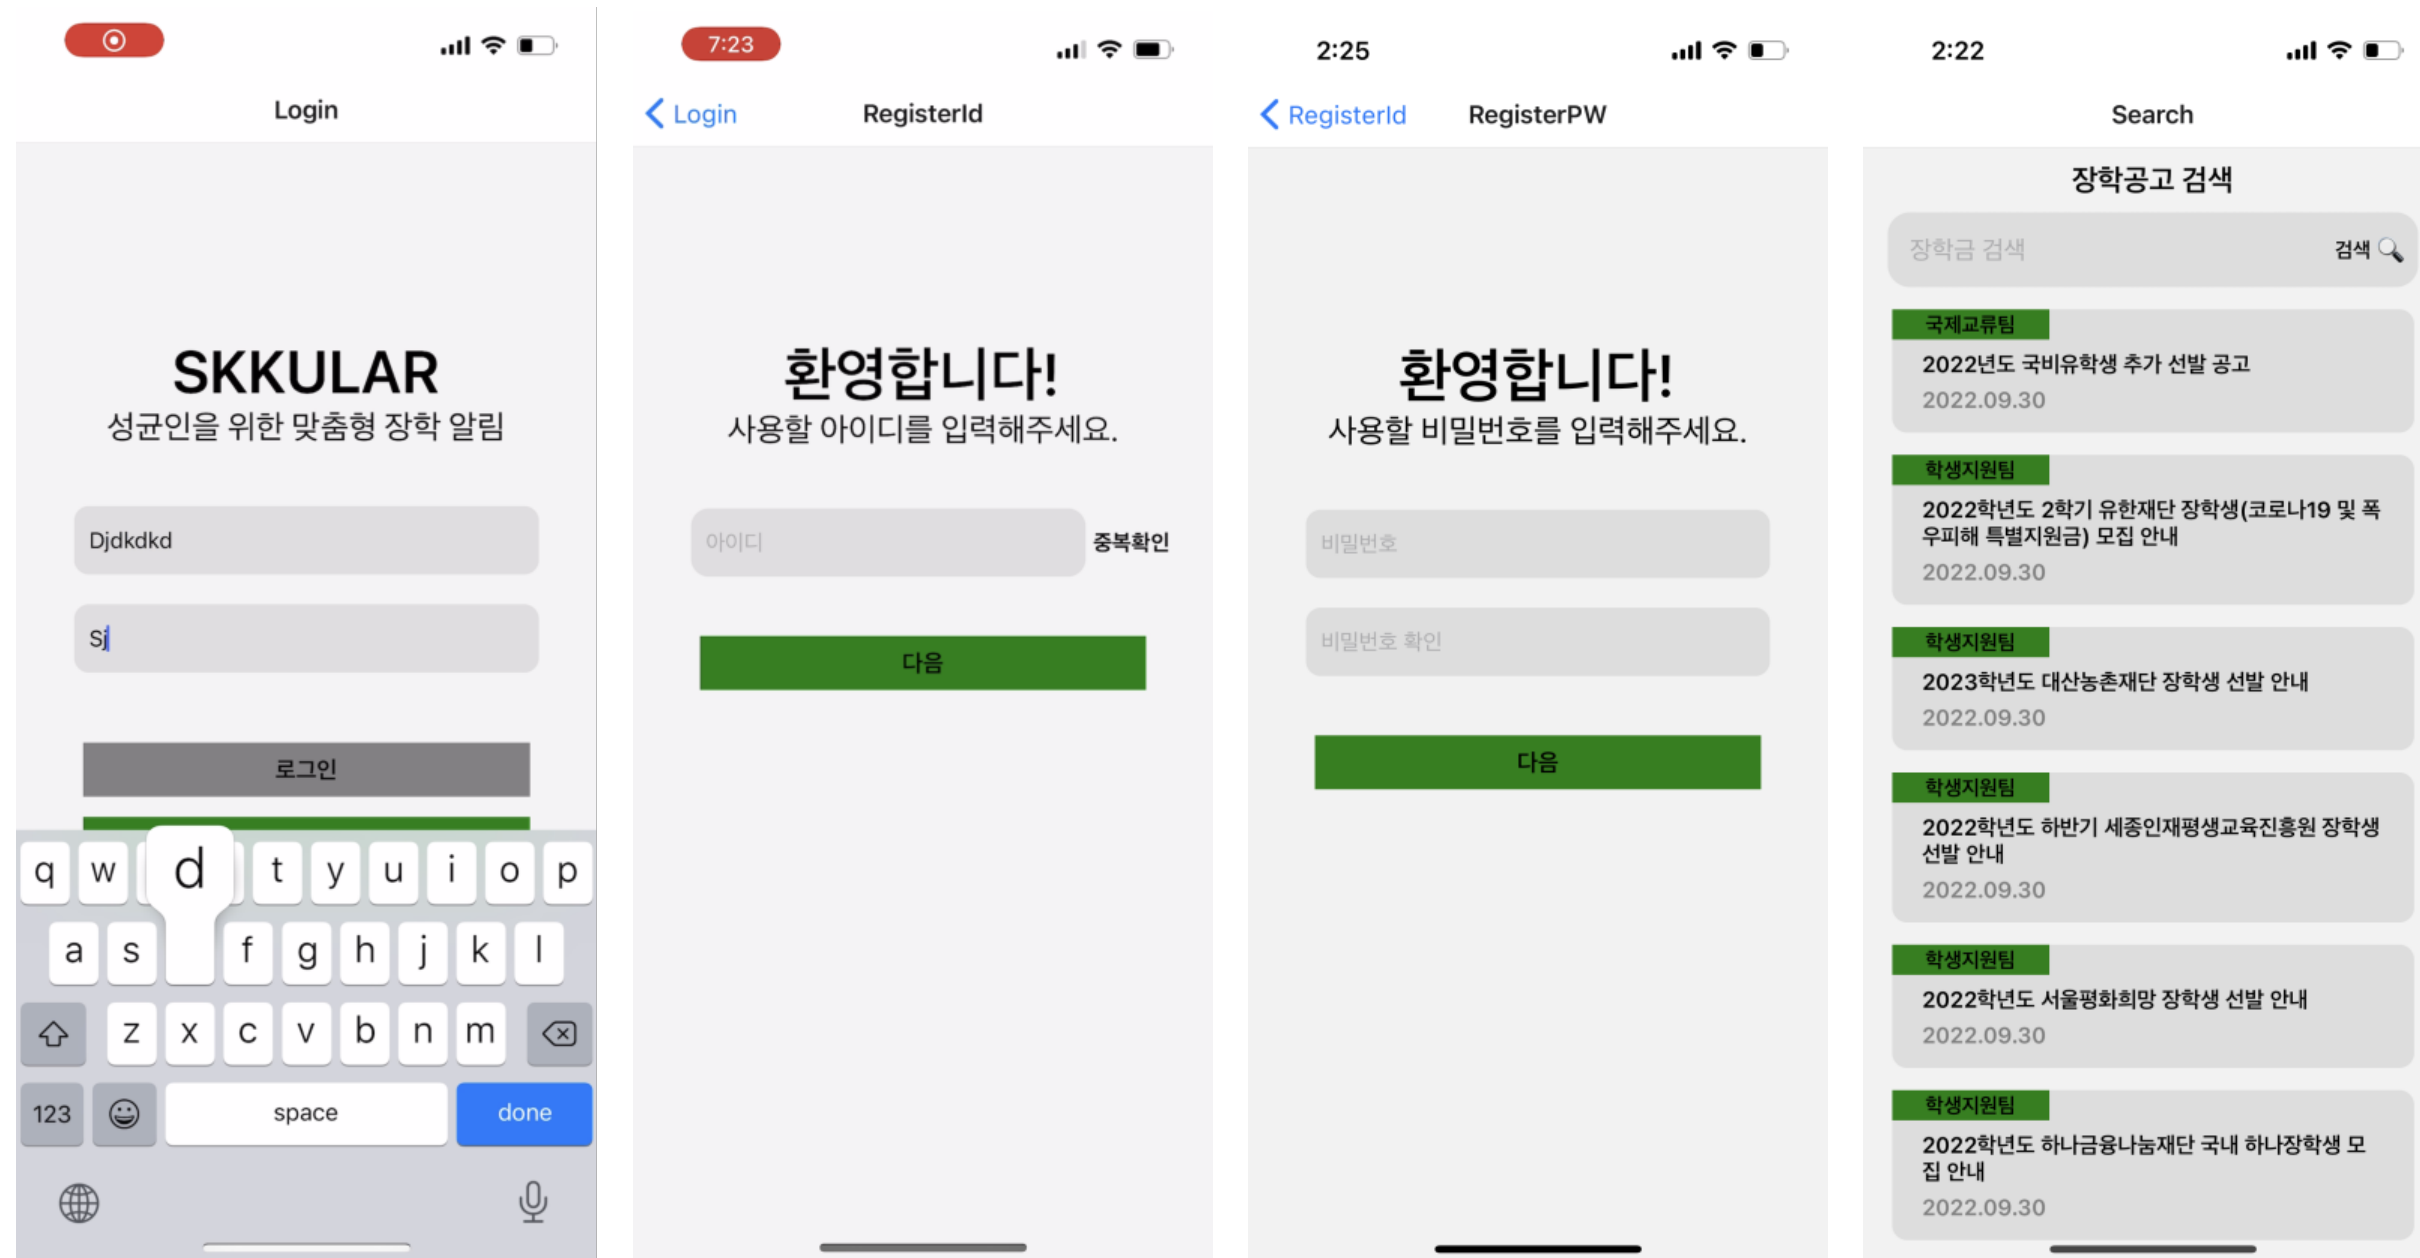 Login
SKKULAR
성균인을 위한 맞춤형 장학 알림
Djdkdkd
Sj
로그인
q w d t y u i o p
a s f g h j k l
z x c v b n m
123 space done
7:23
Login RegisterId
환영합니다!
사용할 아이디를 입력해주세요.
아이디 중복확인
다음
2:25
RegisterId RegisterPW
환영합니다!
사용할 비밀번호를 입력해주세요.
비밀번호
비밀번호 확인
다음
2:22
Search
장학공고 검색
장학금 검색 검색
국제교류팀
2022년도 국비유학생 추가 선발 공고
2022.09.30
학생지원팀
2022학년도 2학기 유한재단 장학생(코로나19 및 폭
우피해 특별지원금) 모집 안내
2022.09.30
학생지원팀
2023학년도 대산농촌재단 장학생 선발 안내
2022.09.30
학생지원팀
2022학년도 하반기 세종인재평생교육진흥원 장학생
선발 안내
2022.09.30
학생지원팀
2022학년도 서울평화희망 장학생 선발 안내
2022.09.30
학생지원팀
2022학년도 하나금융나눔재단 국내 하나장학생 모
집 안내
2022.09.30